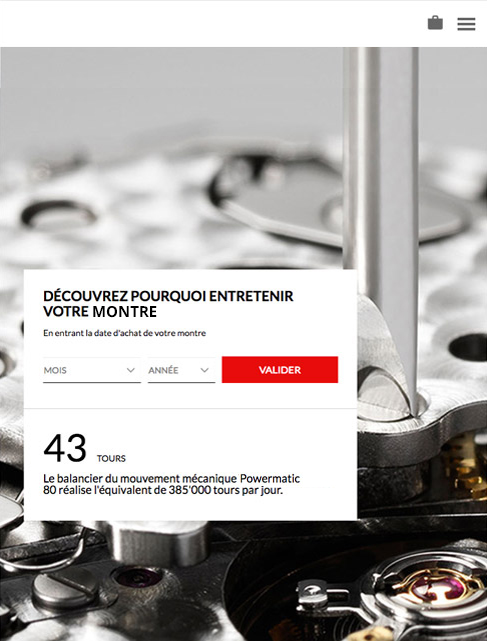 DÉCOUVREZ POURQUOI ENTRETENIR
VOTRE MONTRE
En entrant la date d'achat de votre montre
MOIS
ANNÉE
VALIDER
43 TOURS
Le balancier du mouvement mécanique Powermatic
80 réalise l'équivalent de 385'000 tours par jour.